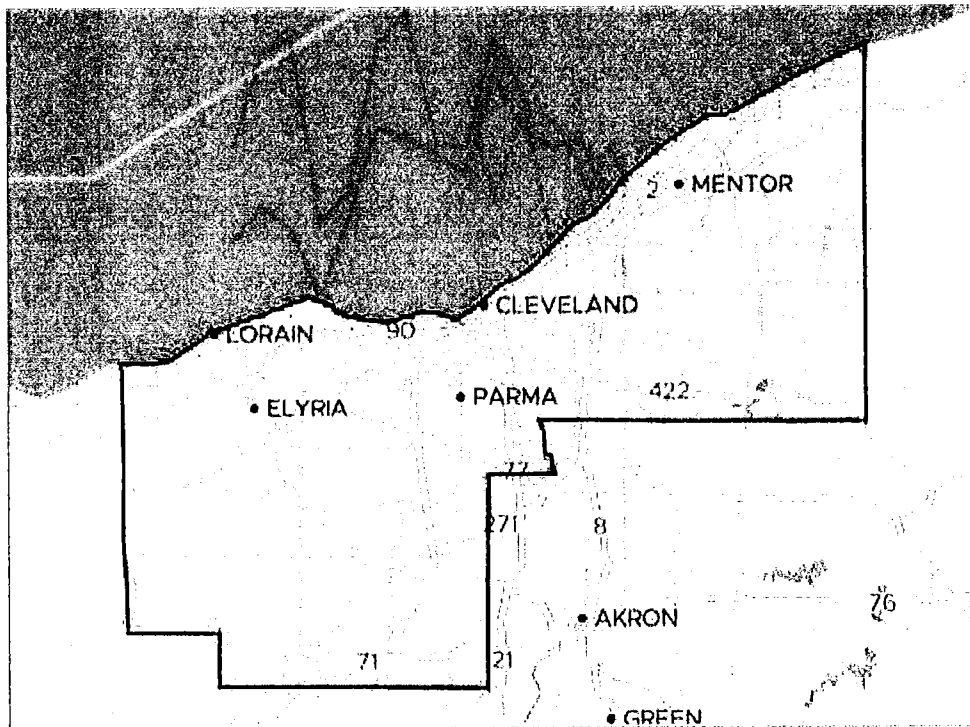 2
MENTOR
CLEVELAND
LORAIN
90
ELYRIA
PARMA
422
77
271
8
AKRON
76
71
21
GREEN